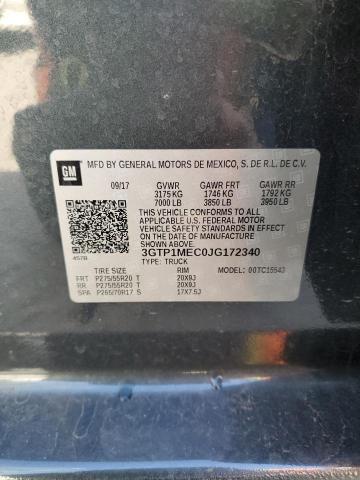 GM
MFD BY GENERAL MOTORS DE MEXICO, S. DE R.L. DE C.V.
09/17 GVWR GAWR FRT GAWR RR
3175 KG 1746 KG 1792 KG
7000 LB 3850 LB 3950 LB
THIS VEHICLE CONFORMS TO ALL APPLICABLE
U.S. FEDERAL MOTOR
VEHICLE SAFETY STANDARDS IN EFFECT ON
THE DATE OF MANUFACTURE SHOWN ABOVE.
3GTP1MEC0JG172340
TYPE: TRUCK
457B
TIRE SIZE RIM MODEL: 00TC15543
FRT P275/55R20 T 20X9J
RR P275/55R20 T 20X9J
SPA P265/70R17 S 17X7.5J